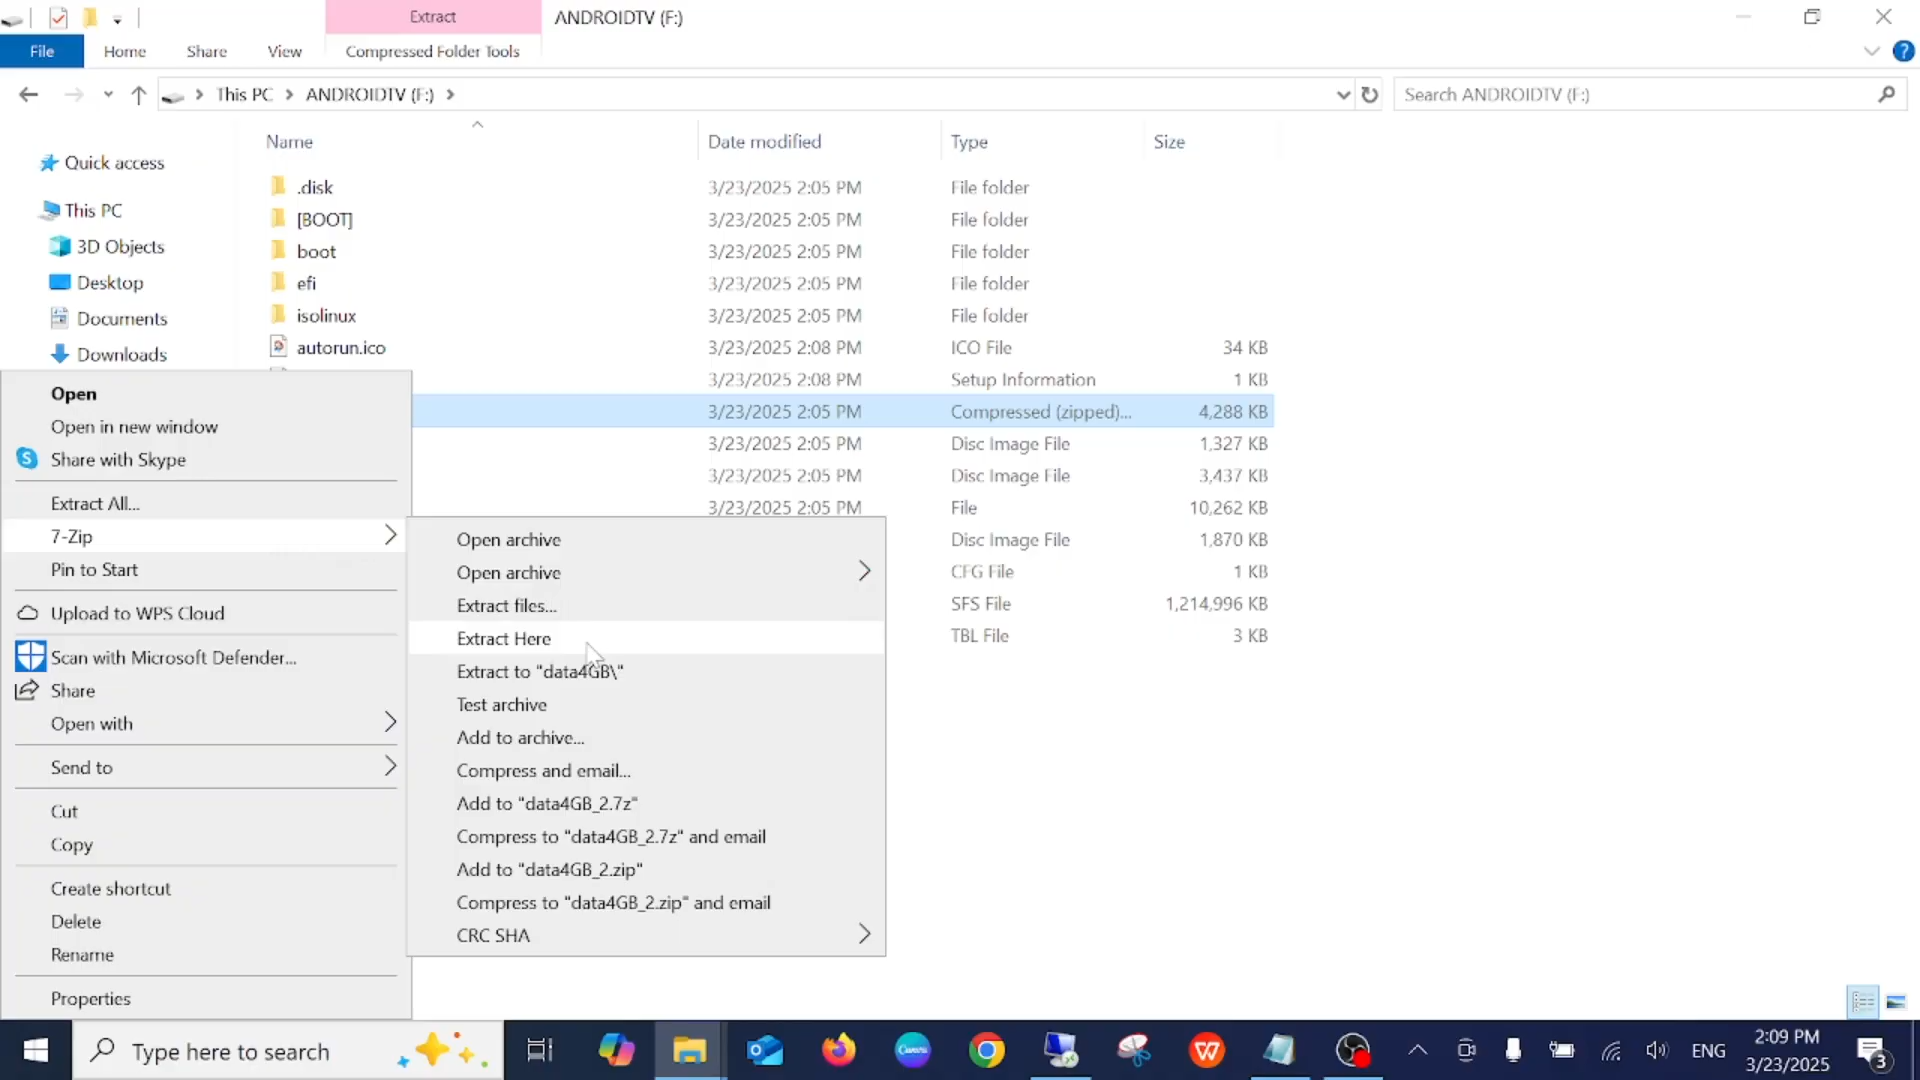 Extract
ANDROIDTV (F:)
File
Home
Share
View
Compressed Folder Tools
This PC
ANDROIDTV (F:)
Search ANDROIDTV (F:)
Name
Date modified
Type
Size
Quick access
This PC
3D Objects
Desktop
Documents
Downloads
.disk 3/23/2025 2:05 PM File folder
[BOOT] 3/23/2025 2:05 PM File folder
boot 3/23/2025 2:05 PM File folder
efi 3/23/2025 2:05 PM File folder
isolinux 3/23/2025 2:05 PM File folder
autorun.ico 3/23/2025 2:08 PM ICO File 34 KB
3/23/2025 2:08 PM Setup Information 1 KB
3/23/2025 2:05 PM Compressed (zipped)... 4,288 KB
3/23/2025 2:05 PM Disc Image File 1,327 KB
3/23/2025 2:05 PM Disc Image File 3,437 KB
3/23/2025 2:05 PM File 10,262 KB
Disc Image File 1,870 KB
CFG File 1 KB
SFS File 1,214,996 KB
TBL File 3 KB
Open
Open in new window
Share with Skype
Extract All...
7-Zip
Pin to Start
Upload to WPS Cloud
Scan with Microsoft Defender...
Share
Open with
Send to
Cut
Copy
Create shortcut
Delete
Rename
Properties
Open archive
Open archive
Extract files...
Extract Here
Extract to "data4GB\"
Test archive
Add to archive...
Compress and email...
Add to "data4GB_2.7z"
Compress to "data4GB_2.7z" and email
Add to "data4GB_2.zip"
Compress to "data4GB_2.zip" and email
CRC SHA
Type here to search
Canva
ENG
2:09 PM
3/23/2025
3